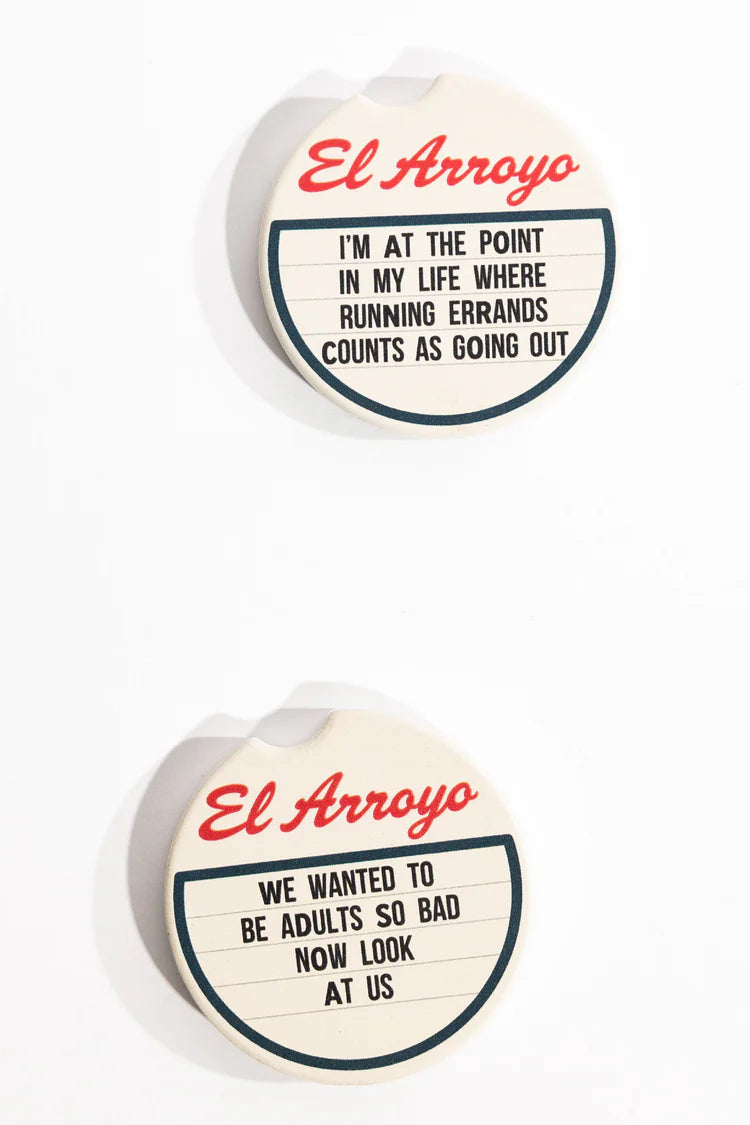 El Arroyo
I'M AT THE POINT
IN MY LIFE WHERE
RUNNING ERRANDS
COUNTS AS GOING OUT
El Arroyo
WE WANTED TO
BE ADULTS SO BAD
NOW LOOK
AT US